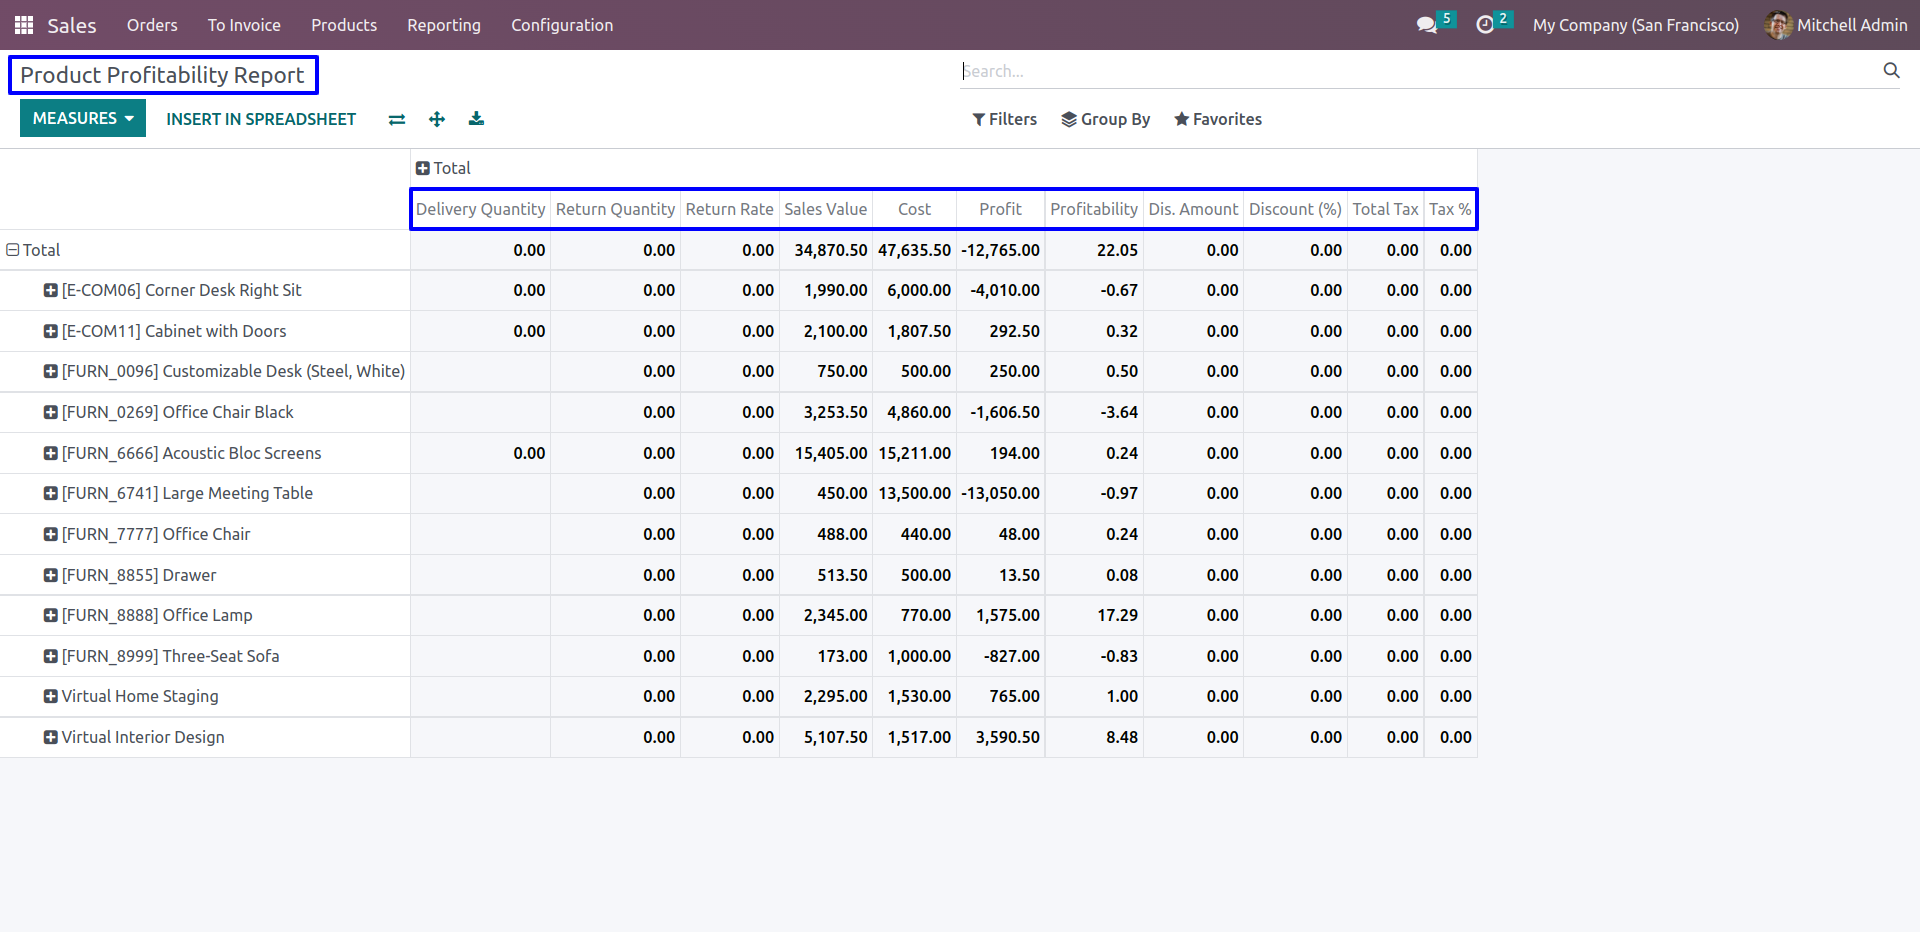 Sales Orders To Invoice Products Reporting Configuration 5 2 My Company (San Francisco) Mitchell Admin
Product Profitability Report Search...
MEASURES INSERT IN SPREADSHEET Filters Group By Favorites
Total
Delivery Quantity Return Quantity Return Rate Sales Value Cost Profit Profitability Dis. Amount Discount (%) Total Tax Tax %
Total 0.00 0.00 0.00 34,870.50 47,635.50 -12,765.00 22.05 0.00 0.00 0.00 0.00
[E-COM06] Corner Desk Right Sit 0.00 0.00 0.00 1,990.00 6,000.00 -4,010.00 -0.67 0.00 0.00 0.00 0.00
[E-COM11] Cabinet with Doors 0.00 0.00 0.00 2,100.00 1,807.50 292.50 0.32 0.00 0.00 0.00 0.00
[FURN_0096] Customizable Desk (Steel, White) 0.00 0.00 750.00 500.00 250.00 0.50 0.00 0.00 0.00 0.00
[FURN_0269] Office Chair Black 0.00 0.00 3,253.50 4,860.00 -1,606.50 -3.64 0.00 0.00 0.00 0.00
[FURN_6666] Acoustic Bloc Screens 0.00 0.00 0.00 15,405.00 15,211.00 194.00 0.24 0.00 0.00 0.00 0.00
[FURN_6741] Large Meeting Table 0.00 0.00 450.00 13,500.00 -13,050.00 -0.97 0.00 0.00 0.00 0.00
[FURN_7777] Office Chair 0.00 0.00 488.00 440.00 48.00 0.24 0.00 0.00 0.00 0.00
[FURN_8855] Drawer 0.00 0.00 513.50 500.00 13.50 0.08 0.00 0.00 0.00 0.00
[FURN_8888] Office Lamp 0.00 0.00 2,345.00 770.00 1,575.00 17.29 0.00 0.00 0.00 0.00
[FURN_8999] Three-Seat Sofa 0.00 0.00 173.00 1,000.00 -827.00 -0.83 0.00 0.00 0.00 0.00
Virtual Home Staging 0.00 0.00 2,295.00 1,530.00 765.00 1.00 0.00 0.00 0.00 0.00
Virtual Interior Design 0.00 0.00 5,107.50 1,517.00 3,590.50 8.48 0.00 0.00 0.00 0.00